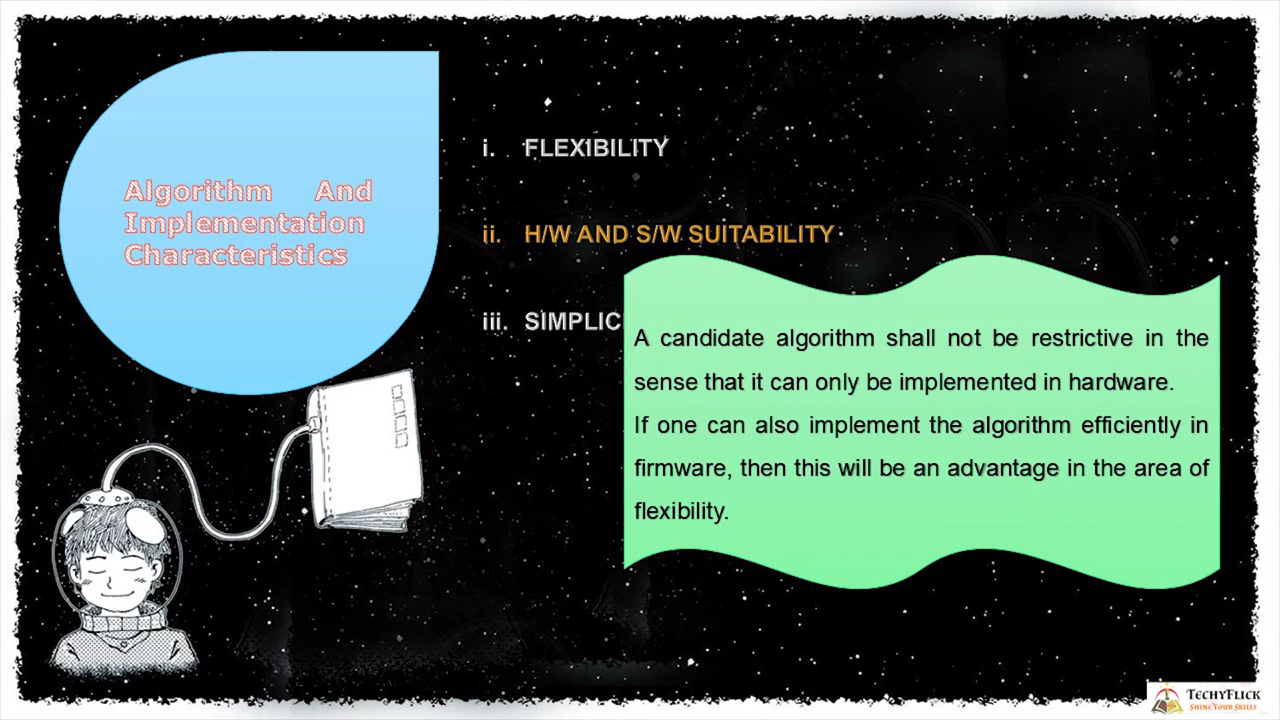 Algorithm And
Implementation
Characteristics
i. FLEXIBILITY
ii. H/W AND S/W SUITABILITY
iii. SIMPLIC
A candidate algorithm shall not be restrictive in the
sense that it can only be implemented in hardware.
If one can also implement the algorithm efficiently in
firmware, then this will be an advantage in the area of
flexibility.
TECHYFLICK
SHINE YOUR SKILLS